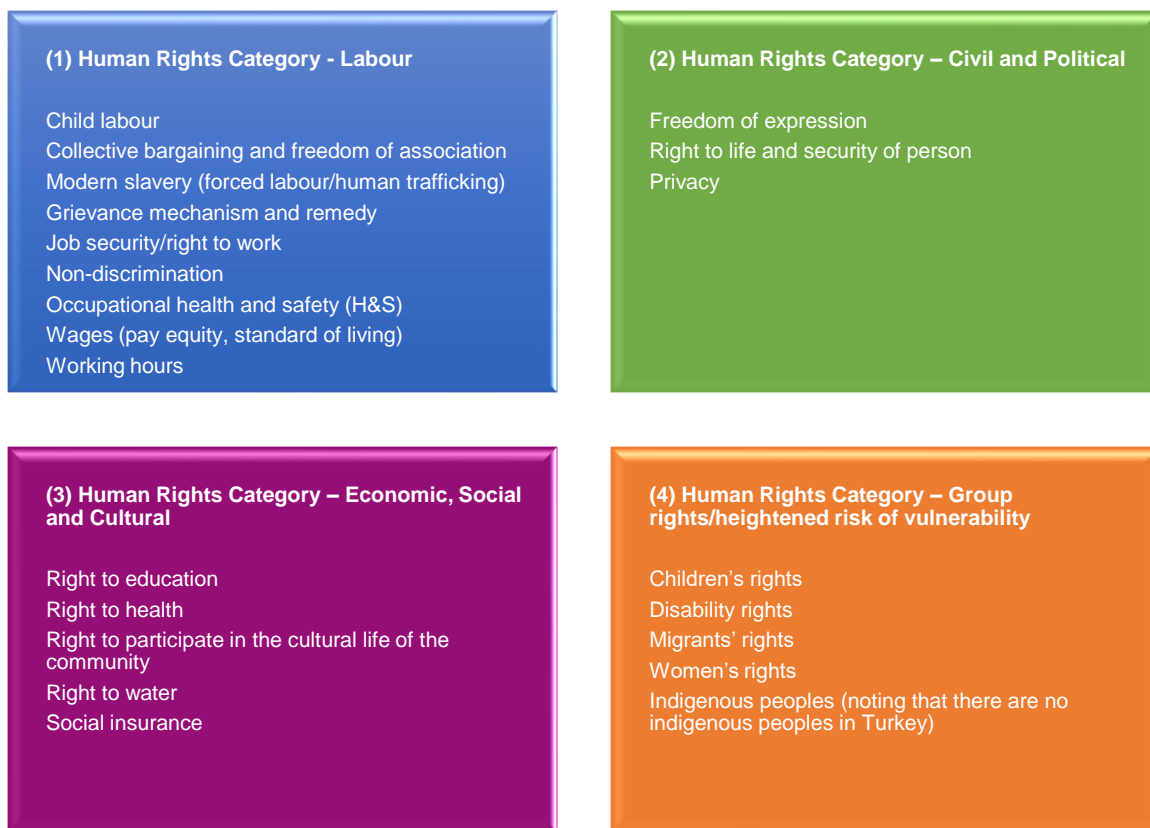 (1) Human Rights Category - Labour
Child labour
Collective bargaining and freedom of association
Modern slavery (forced labour/human trafficking)
Grievance mechanism and remedy
Job security/right to work
Non-discrimination
Occupational health and safety (H&S)
Wages (pay equity, standard of living)
Working hours
(2) Human Rights Category – Civil and Political
Freedom of expression
Right to life and security of person
Privacy
(3) Human Rights Category – Economic, Social
and Cultural
Right to education
Right to health
Right to participate in the cultural life of the
community
Right to water
Social insurance
(4) Human Rights Category – Group
rights/heightened risk of vulnerability
Children’s rights
Disability rights
Migrants’ rights
Women’s rights
Indigenous peoples (noting that there are no
indigenous peoples in Turkey)